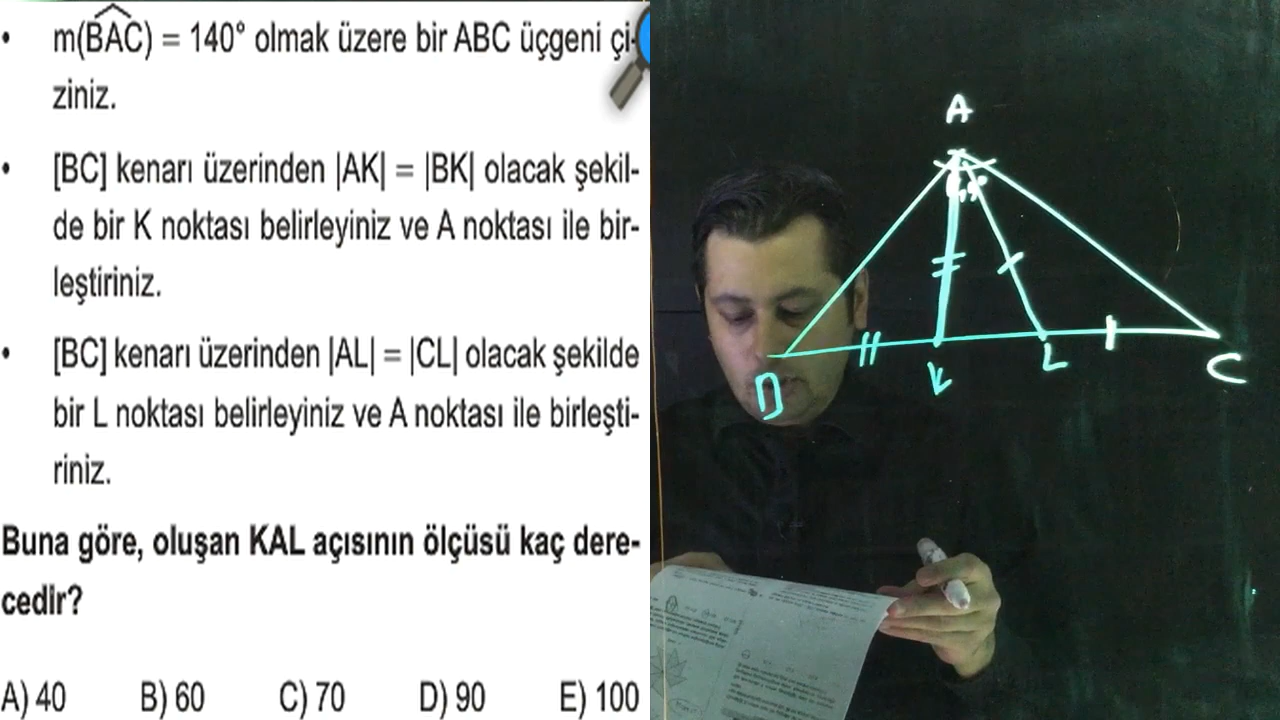 • m(BAC) = 140° olmak üzere bir ABC üçgeni çi-
ziniz.
• [BC] kenarı üzerinden |AK| = |BK| olacak şekil-
de bir K noktası belirleyiniz ve A noktası ile bir-
leştiriniz.
• [BC] kenarı üzerinden |AL| = |CL| olacak şekilde
bir L noktası belirleyiniz ve A noktası ile birleşti-
riniz.
Buna göre, oluşan KAL açısının ölçüsü kaç dere-
cedir?
A) 40 B) 60 C) 70 D) 90 E) 100
A
K
L
C